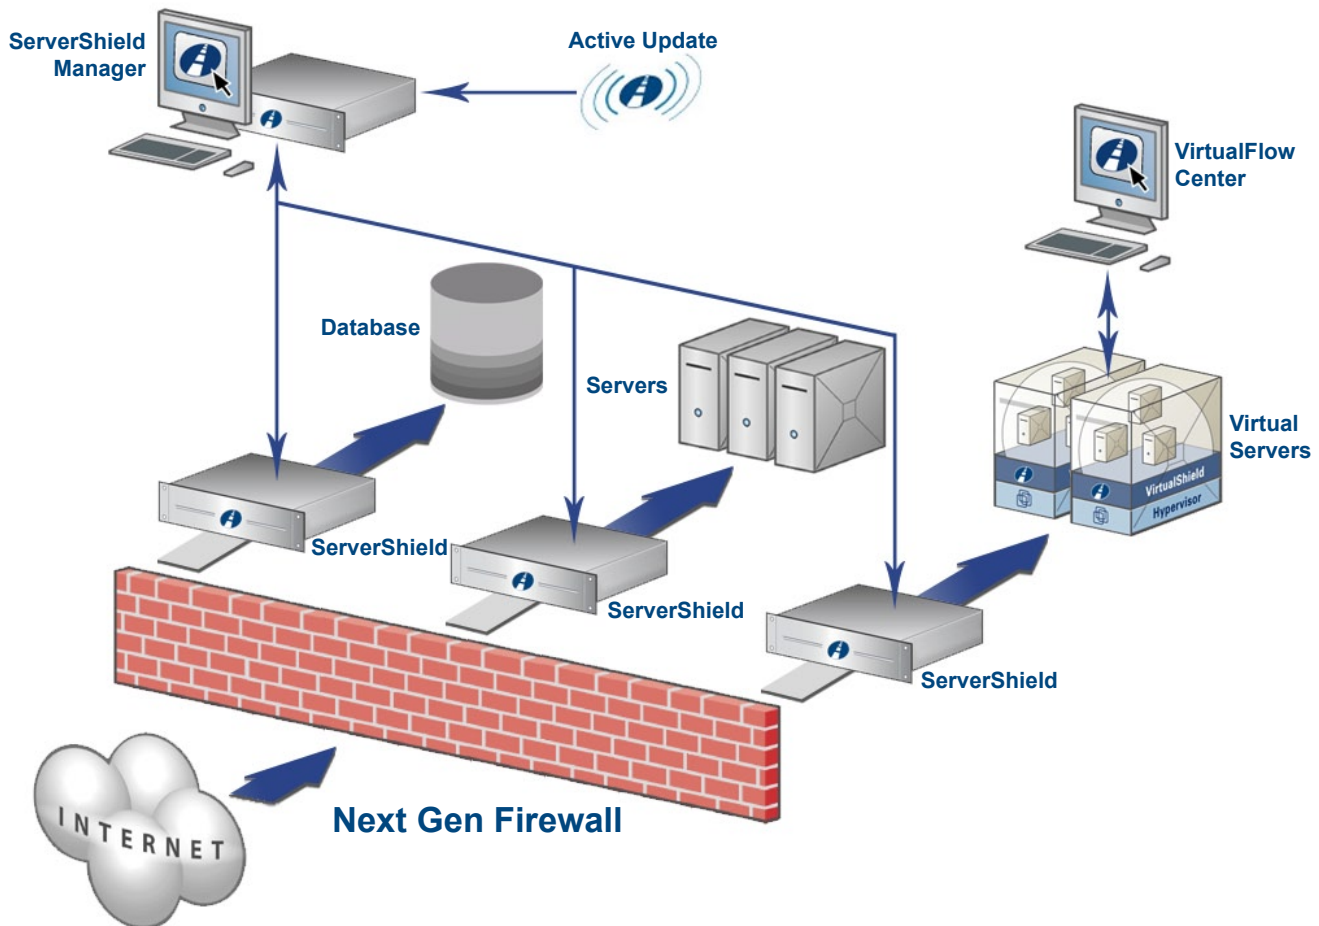 ServerShield
Manager
Active Update
VirtualFlow
Center
Database
Servers
Virtual
Servers
VirtualShield
Hypervisor
ServerShield
ServerShield
ServerShield
INTERNET
Next Gen Firewall